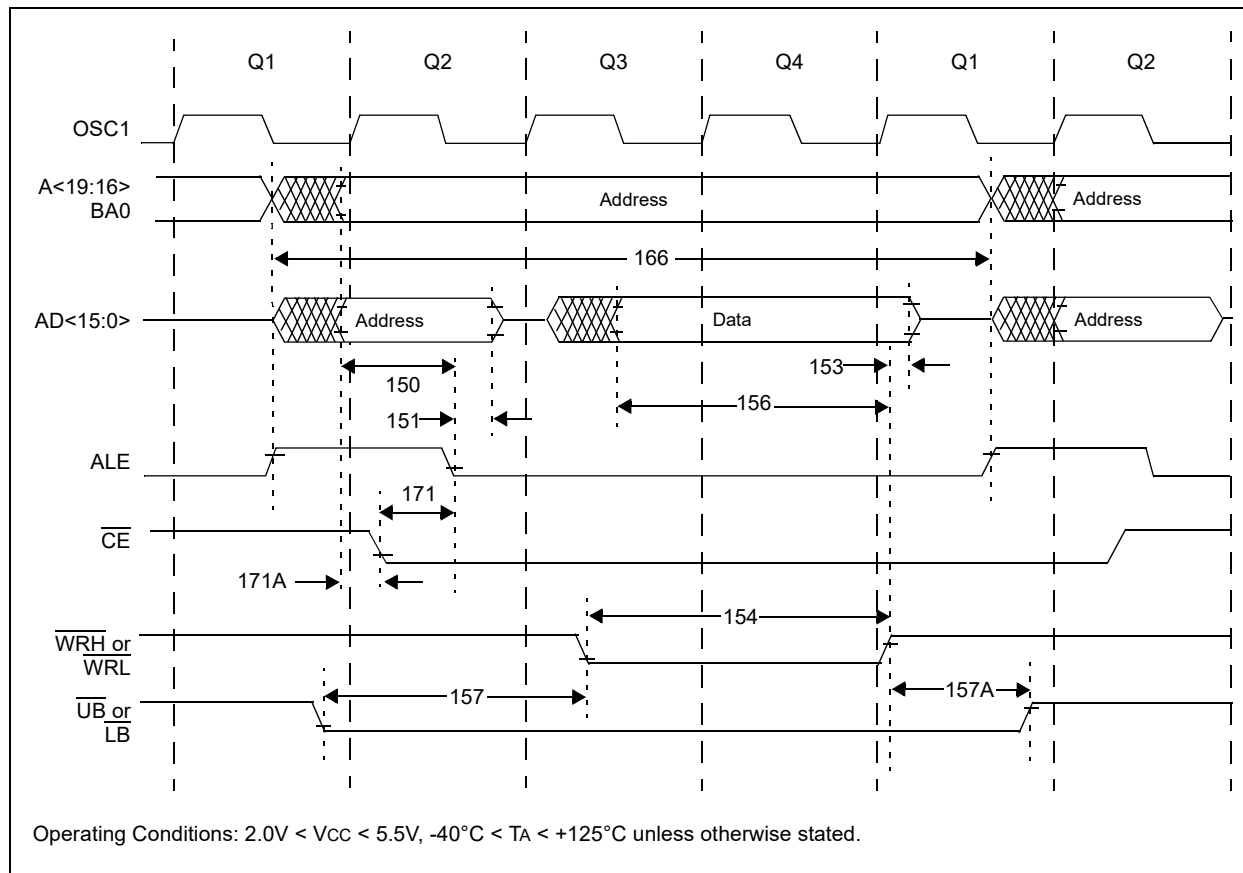 Q1 Q2 Q3 Q4 Q1 Q2
OSC1
A<19:16>
BA0
Address Address
166
AD<15:0>
Address Data Address
150
153
151
156
ALE
171
CE
171A
154
WRH or
WRL
157 157A
UB or
LB
Operating Conditions: 2.0V < VCC < 5.5V, -40°C < TA < +125°C unless otherwise stated.